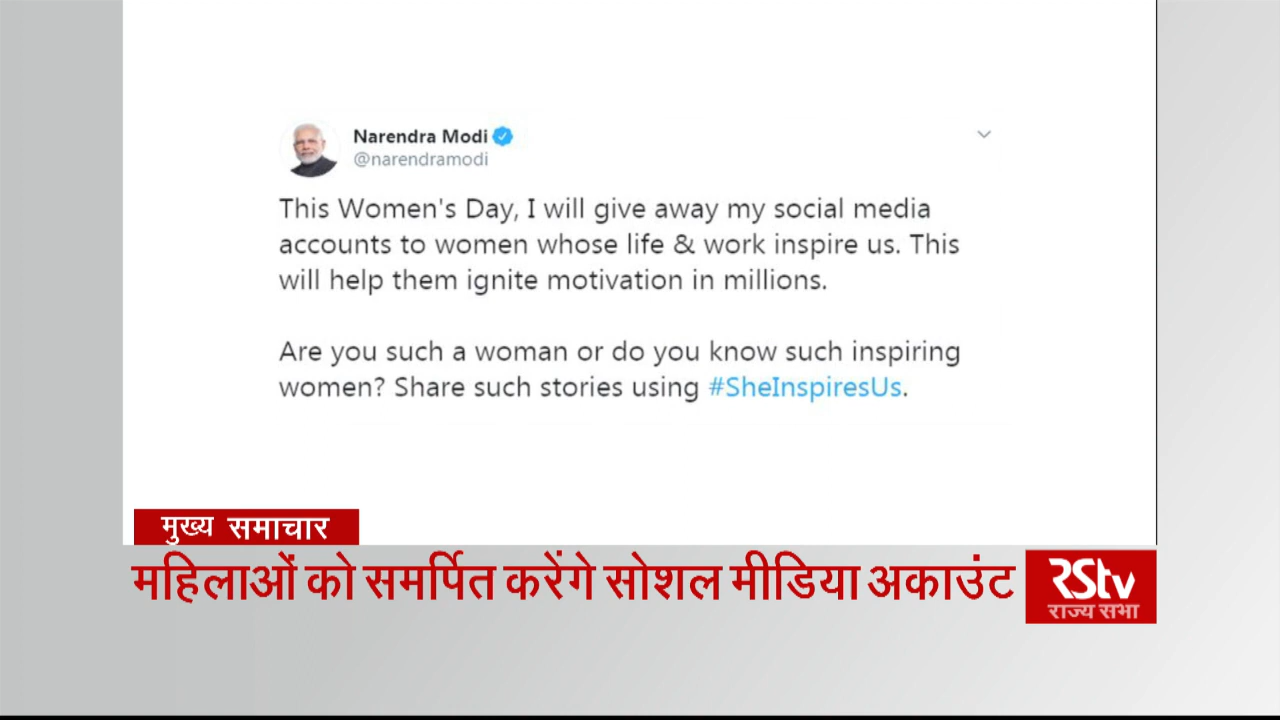 Narendra Modi
@narendramodi
This Women's Day, I will give away my social media
accounts to women whose life & work inspire us. This
will help them ignite motivation in millions.
Are you such a woman or do you know such inspiring
women? Share such stories using #SheInspiresUs.
मुख्य समाचार
महिलाओं को समर्पित करेंगे सोशल मीडिया अकाउंट
RStv
राज्य सभा